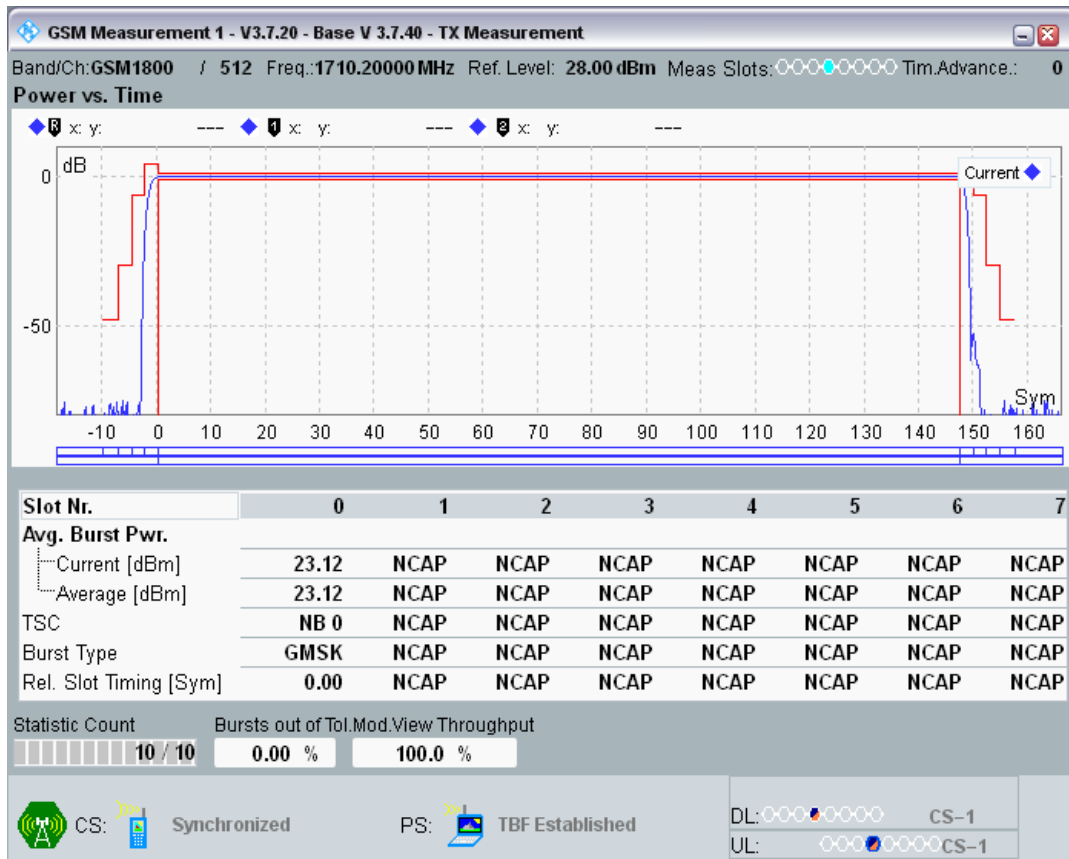 GSM Measurement 1 - V3.7.20 - Base V 3.7.40 - TX Measurement
Band/Ch:GSM1800 / 512 Freq.:1710.20000 MHz Ref. Level: 28.00 dBm Meas Slots: Tim.Advance.: 0
Power vs. Time
R x: y: --- 1 x: y: --- 2 x: y: ---
dB
Current
0
-50
Sym
-10 0 10 20 30 40 50 60 70 80 90 100 110 120 130 140 150 160
Slot Nr. 0 1 2 3 4 5 6 7
Avg. Burst Pwr.
Current [dBm] 23.12 NCAP NCAP NCAP NCAP NCAP NCAP NCAP
Average [dBm] 23.12 NCAP NCAP NCAP NCAP NCAP NCAP NCAP
TSC NB 0 NCAP NCAP NCAP NCAP NCAP NCAP NCAP
Burst Type GMSK NCAP NCAP NCAP NCAP NCAP NCAP NCAP
Rel. Slot Timing [Sym] 0.00 NCAP NCAP NCAP NCAP NCAP NCAP NCAP
Statistic Count Bursts out of Tol. Mod.View Throughput
10 / 10 0.00 % 100.0 %
CS: Synchronized PS: TBF Established DL: CS-1
UL: CS-1